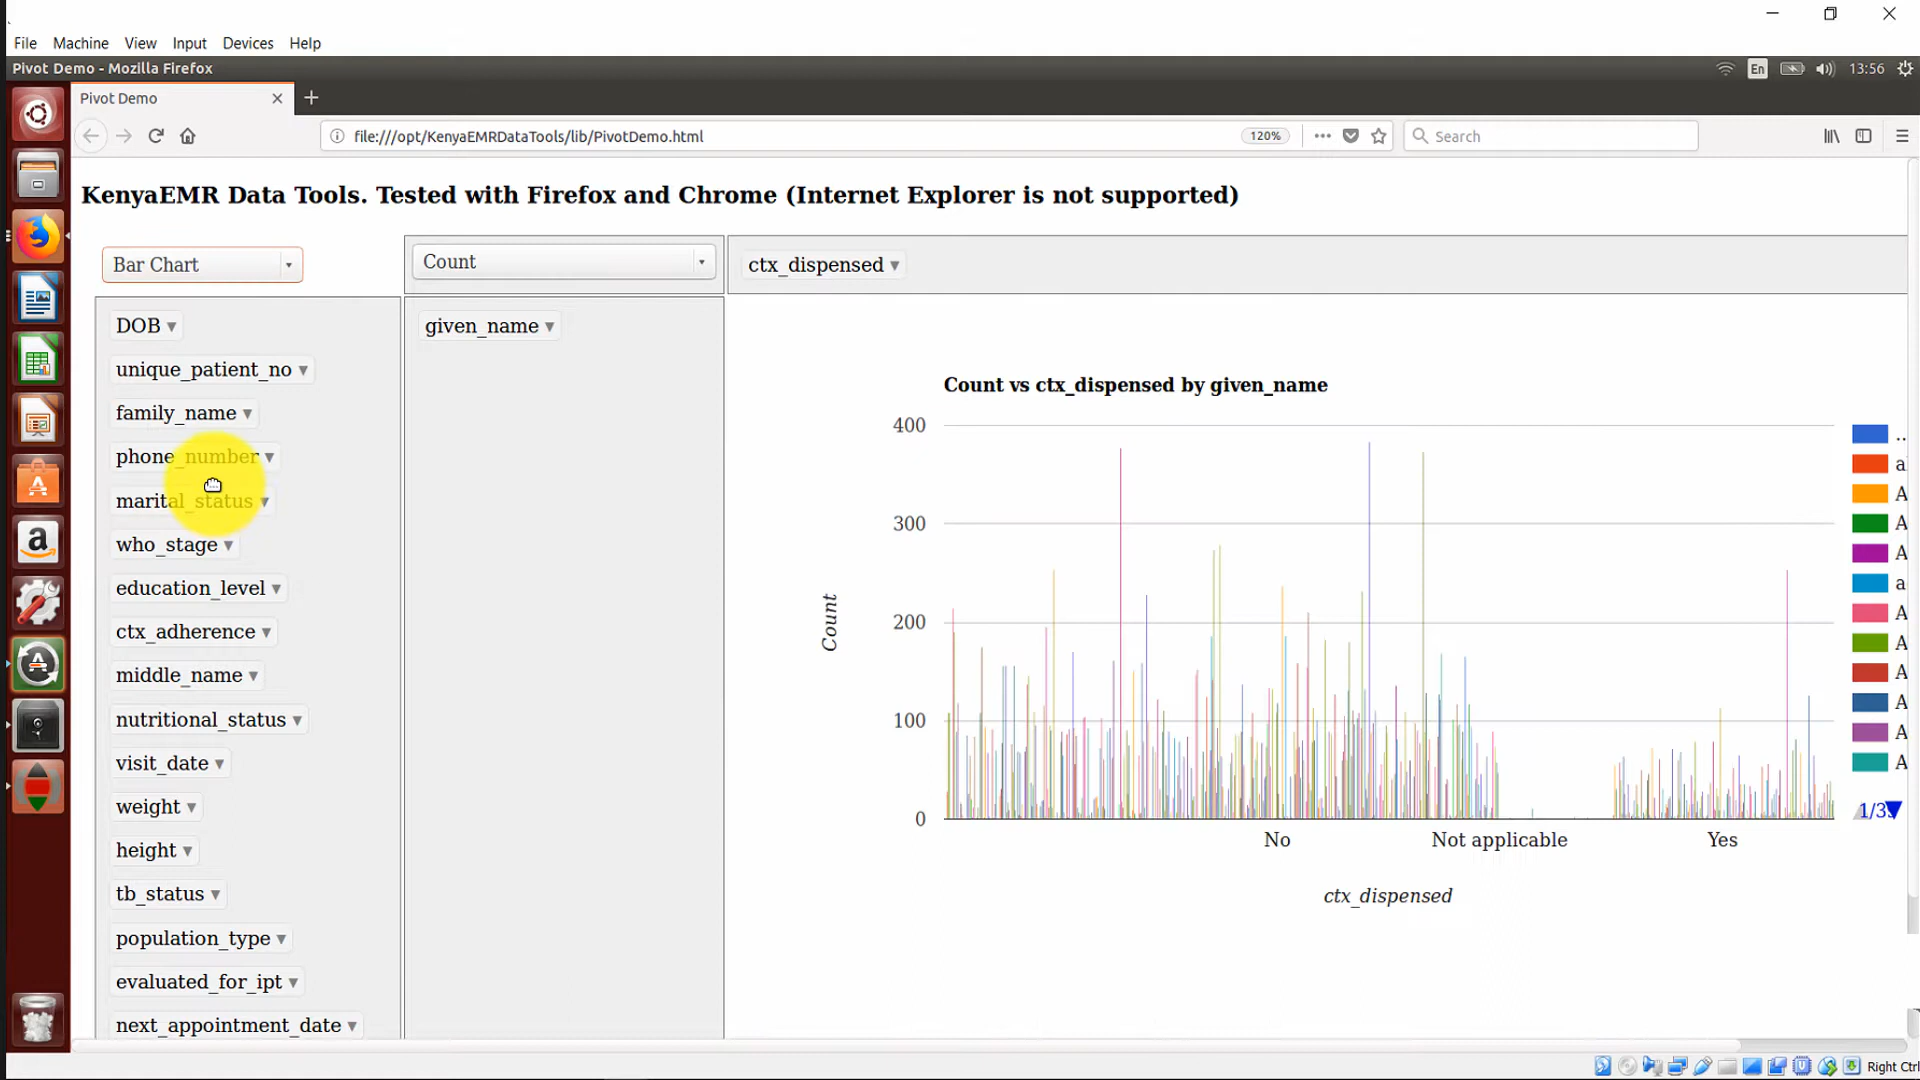 File Machine View Input Devices Help
Pivot Demo - Mozilla Firefox
En
13:56
Pivot Demo
file:///opt/KenyaEMRDataTools/lib/PivotDemo.html
120%
Search
KenyaEMR Data Tools. Tested with Firefox and Chrome (Internet Explorer is not supported)
Bar Chart
Count
ctx_dispensed
DOB
given_name
unique_patient_no
family_name
phone_number
marital_status
who_stage
education_level
ctx_adherence
middle_name
nutritional_status
visit_date
weight
height
tb_status
population_type
evaluated_for_ipt
next_appointment_date
Count vs ctx_dispensed by given_name
400
300
200
100
0
Count
No Not applicable Yes
ctx_dispensed
..
a
A
A
A
a
A
A
A
A
A
A
Right Ctrl